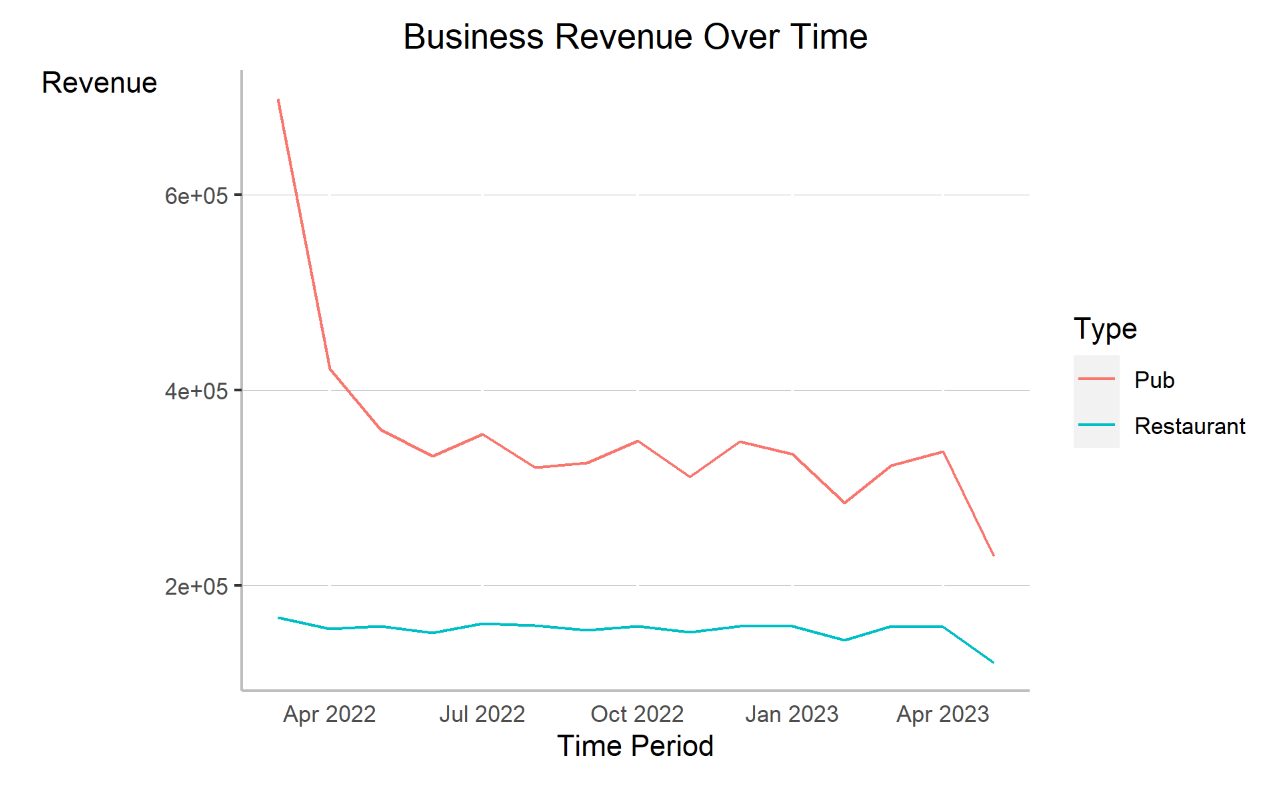 Business Revenue Over Time
Revenue
6e+05
4e+05
2e+05
Apr 2022 Jul 2022 Oct 2022 Jan 2023 Apr 2023
Time Period
Type
Pub
Restaurant